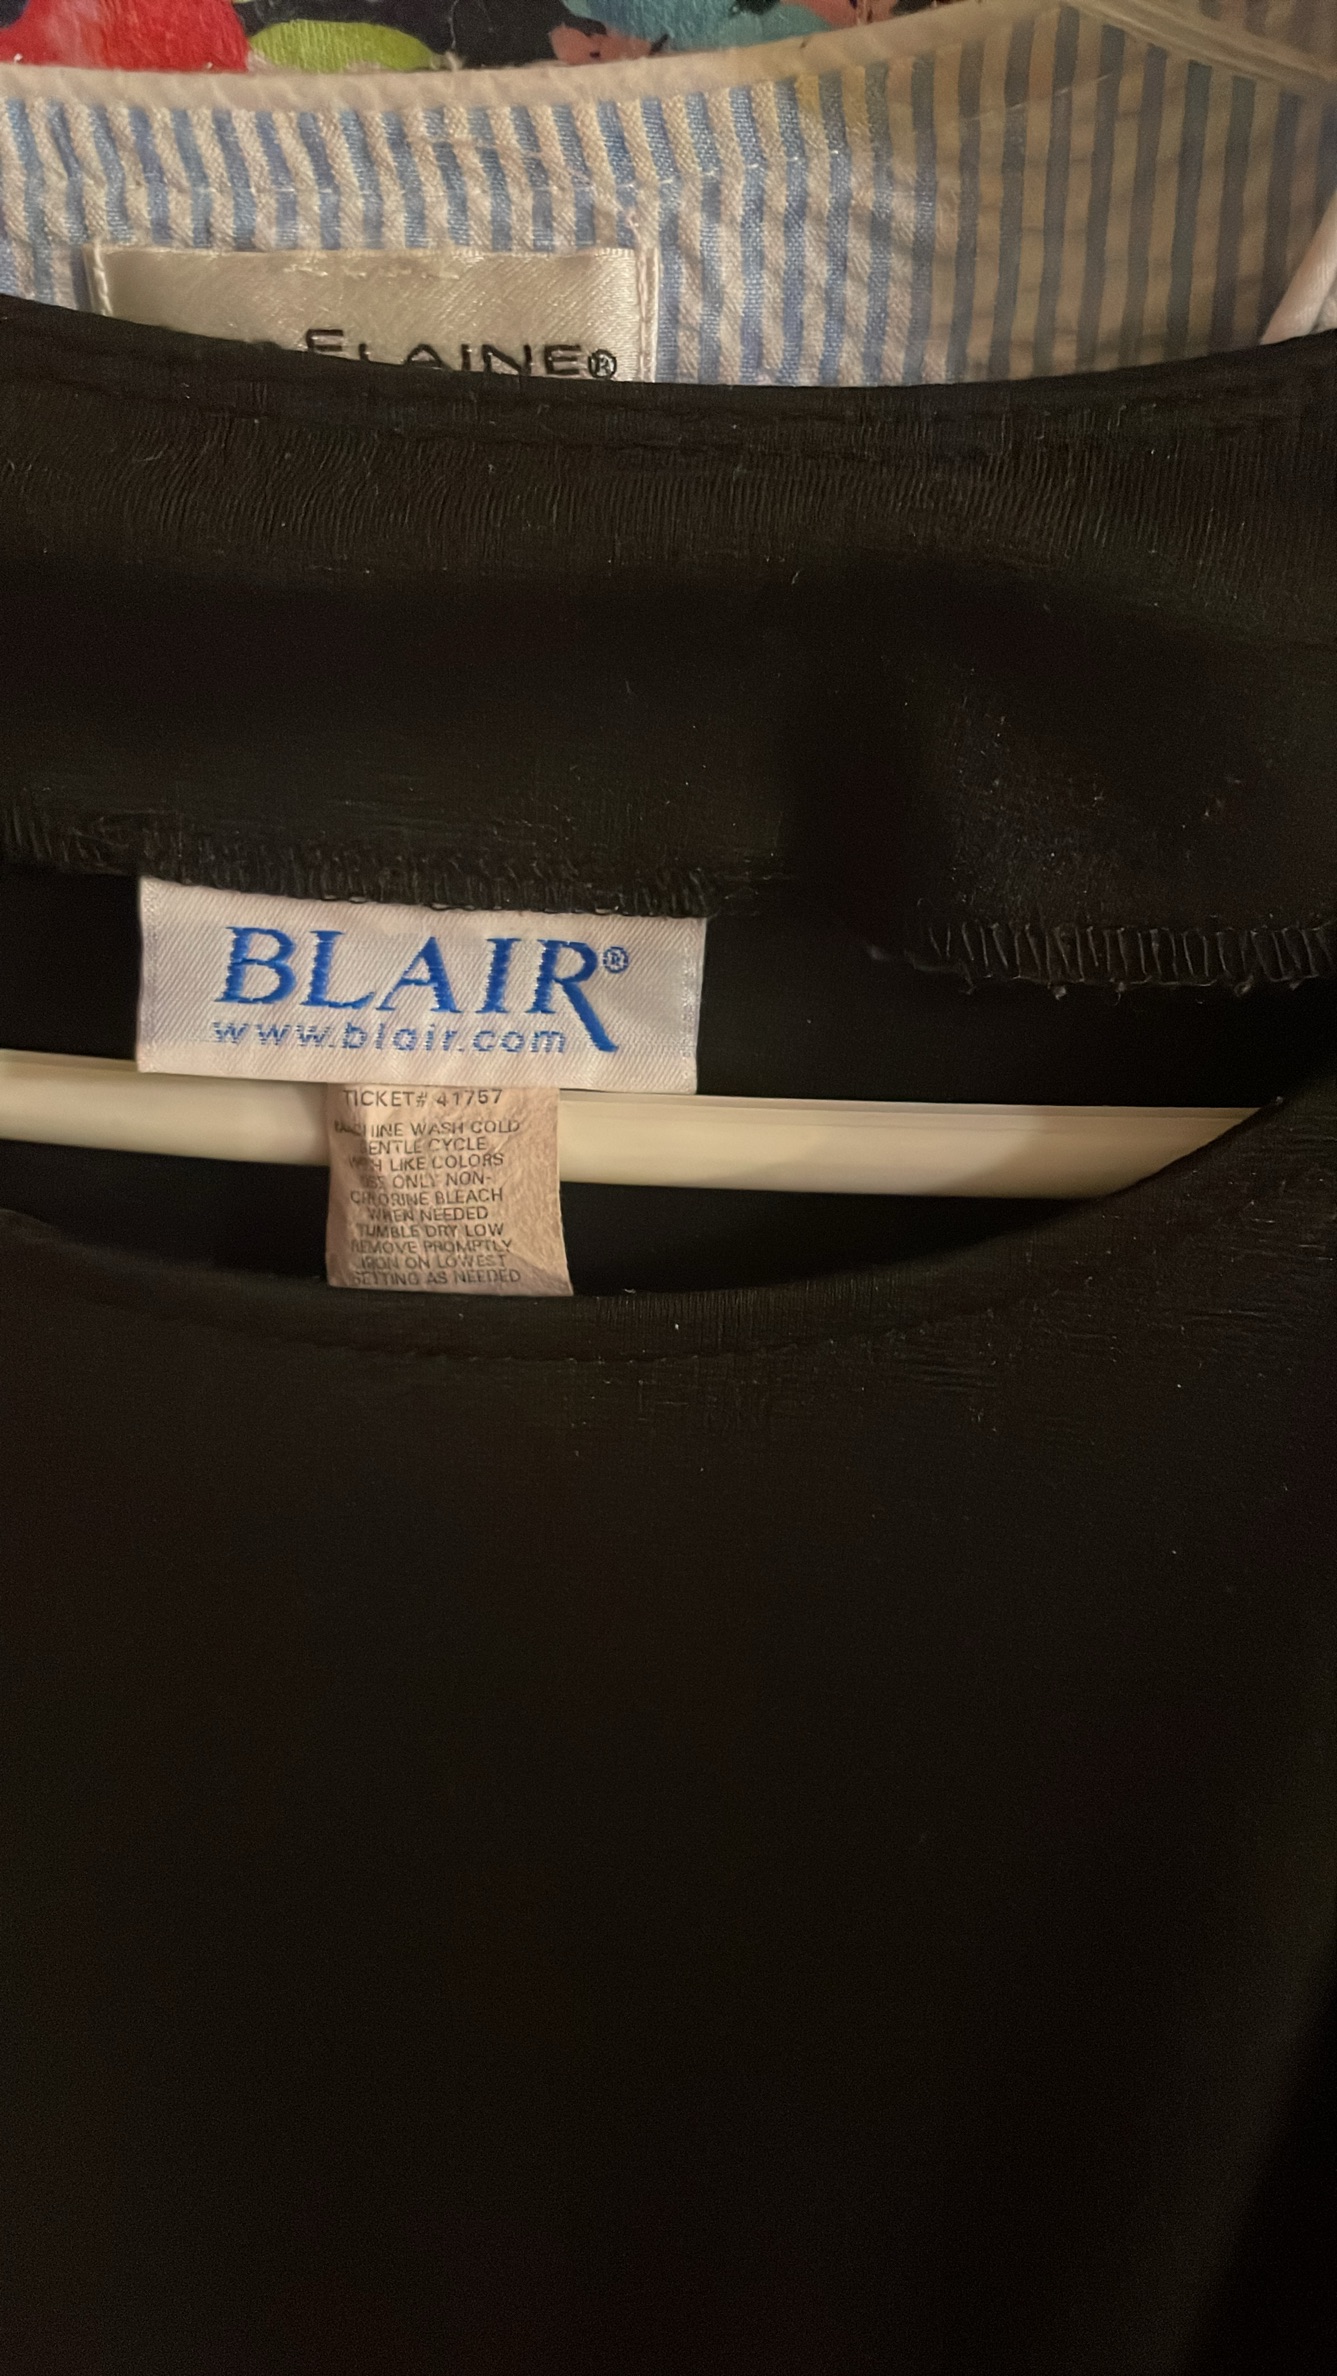 ELAINE®
BLAIR®
www.blair.com
TICKET# 41757
MACHINE WASH COLD
GENTLE CYCLE
WITH LIKE COLORS
USE ONLY NON-
CHLORINE BLEACH
WHEN NEEDED
TUMBLE DRY LOW
REMOVE PROMPTLY
IRON ON LOWEST
SETTING AS NEEDED